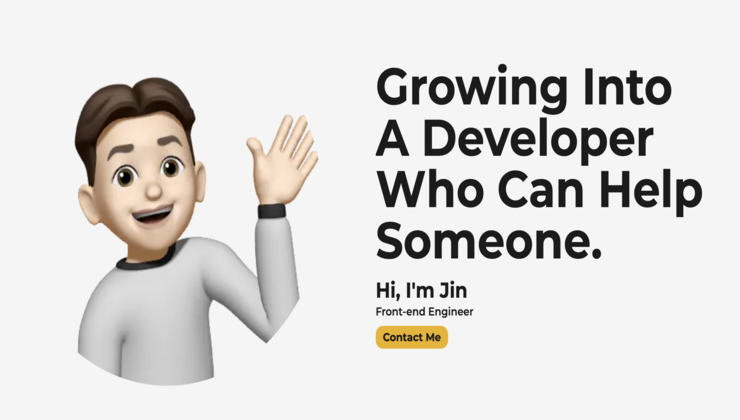 Growing Into
A Developer
Who Can Help
Someone.
Hi, I'm Jin
Front-end Engineer
Contact Me